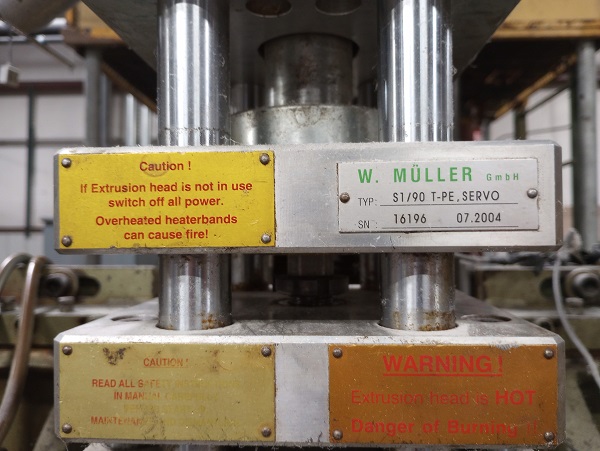 Caution !
If Extrusion head is not in use
switch off all power.
Overheated heaterbands
can cause fire!
W. MÜLLER GmbH
TYP: S1/90 T-PE,SERVO
SN : 16196 07.2004
CAUTION !
READ ALL
IN MANUAL
WARNING!
Extrusion head is HOT
Danger of Burning !